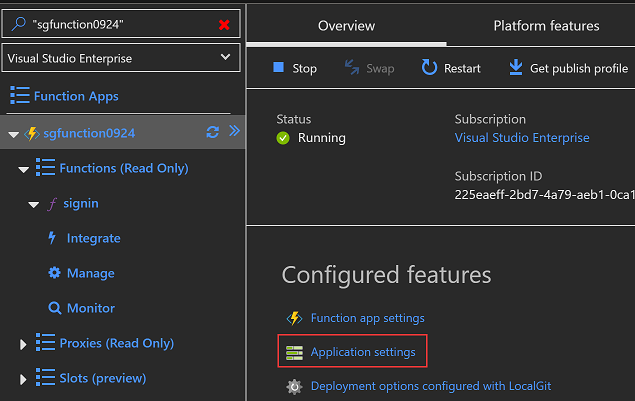 "sgfunction0924"
Visual Studio Enterprise
Function Apps
sgfunction0924
Functions (Read Only)
signin
Integrate
Manage
Monitor
Proxies (Read Only)
Slots (preview)
Overview
Platform features
Stop
Swap
Restart
Get publish profile
Status
Running
Subscription
Visual Studio Enterprise
Subscription ID
225eaeff-2bd7-4a79-aeb1-0ca1
Configured features
Function app settings
Application settings
Deployment options configured with LocalGit